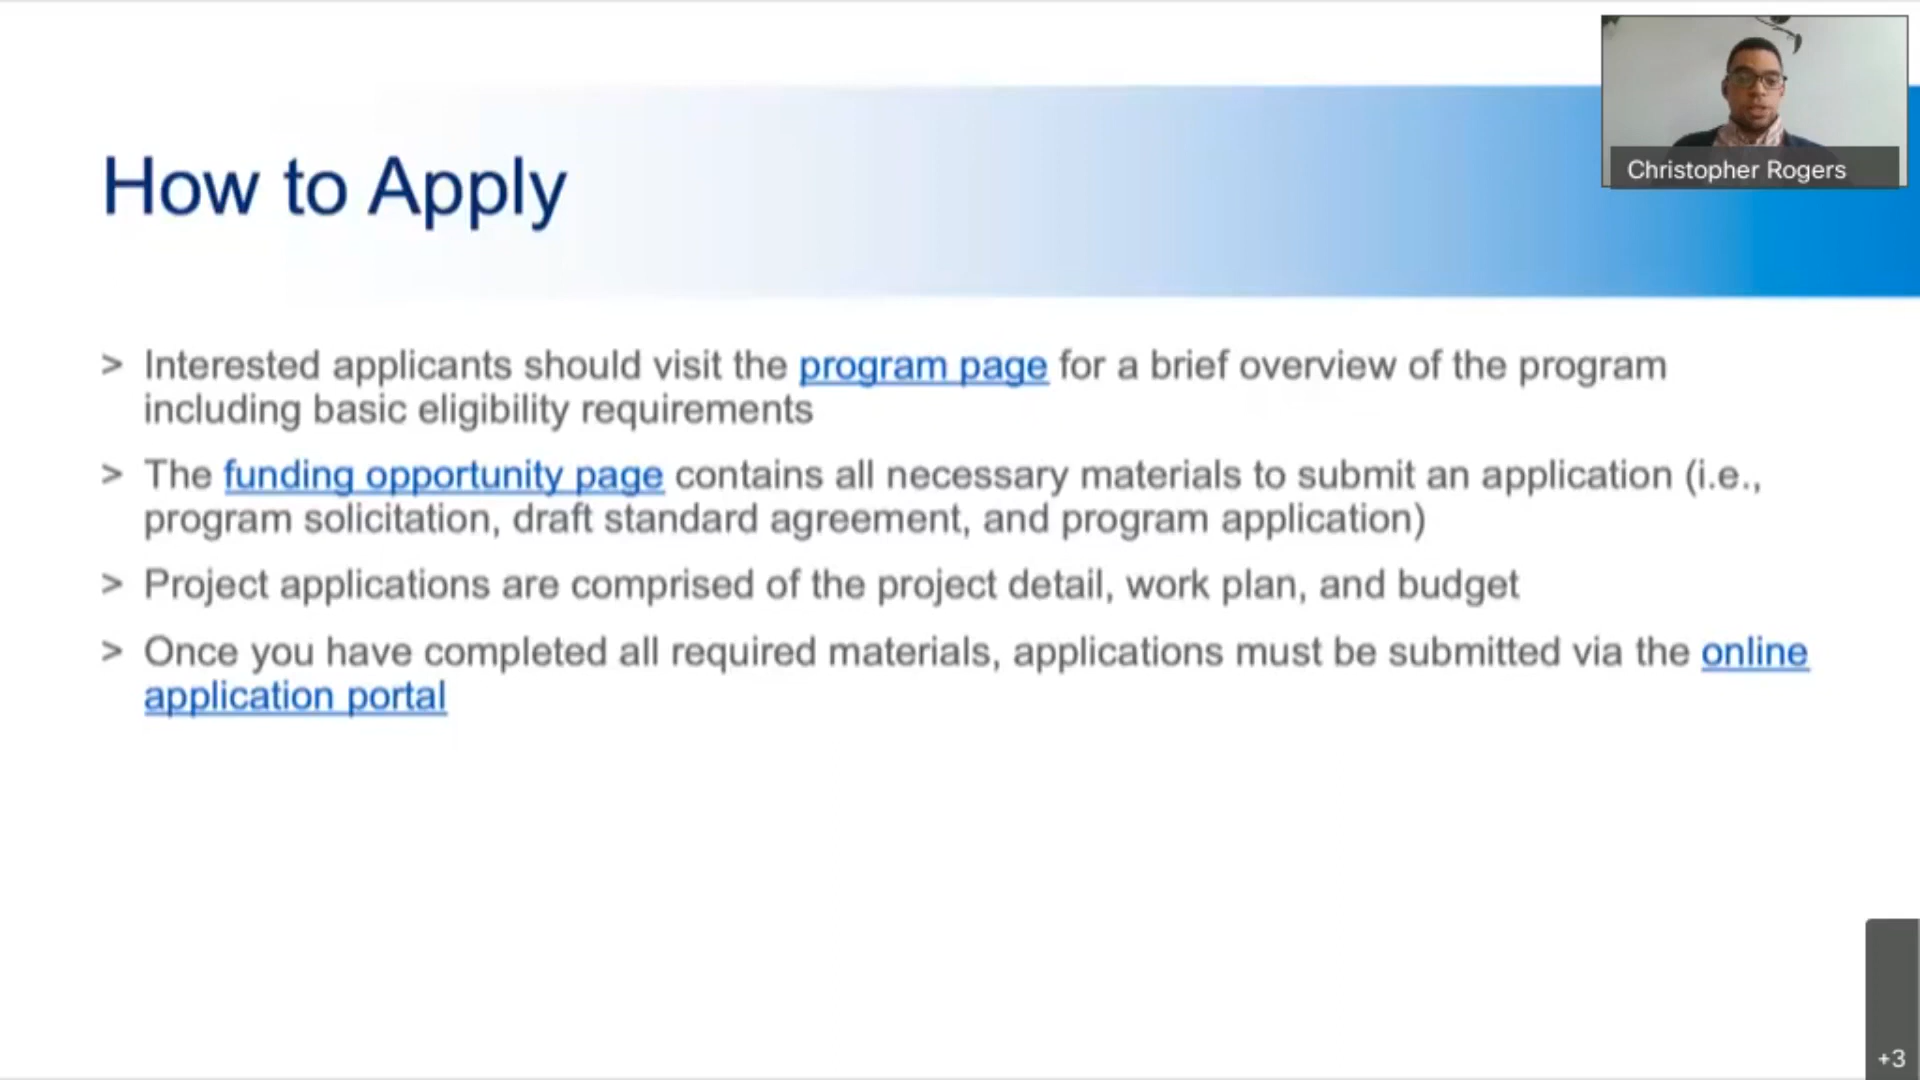 Christopher Rogers
How to Apply
> Interested applicants should visit the program page for a brief overview of the program
including basic eligibility requirements
> The funding opportunity page contains all necessary materials to submit an application (i.e.,
program solicitation, draft standard agreement, and program application)
> Project applications are comprised of the project detail, work plan, and budget
> Once you have completed all required materials, applications must be submitted via the online
application portal
+3